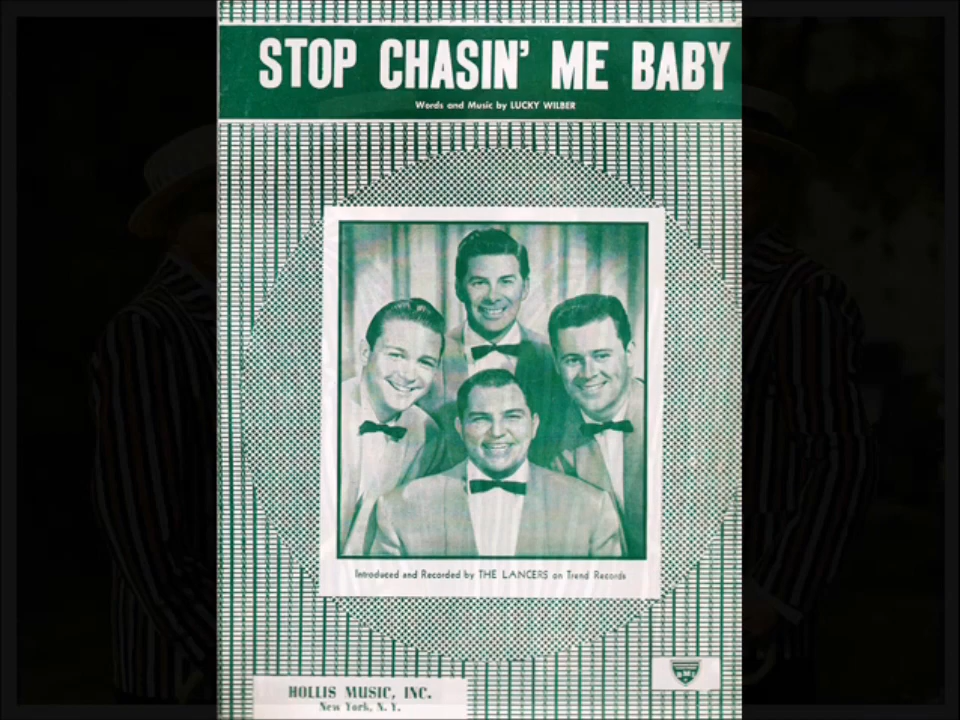 STOP CHASIN' ME BABY
Words and Music by LUCKY WILBER
Introduced and Recorded by THE LANCERS on Trend Records
BMI
HOLLIS MUSIC, INC.
New York, N. Y.